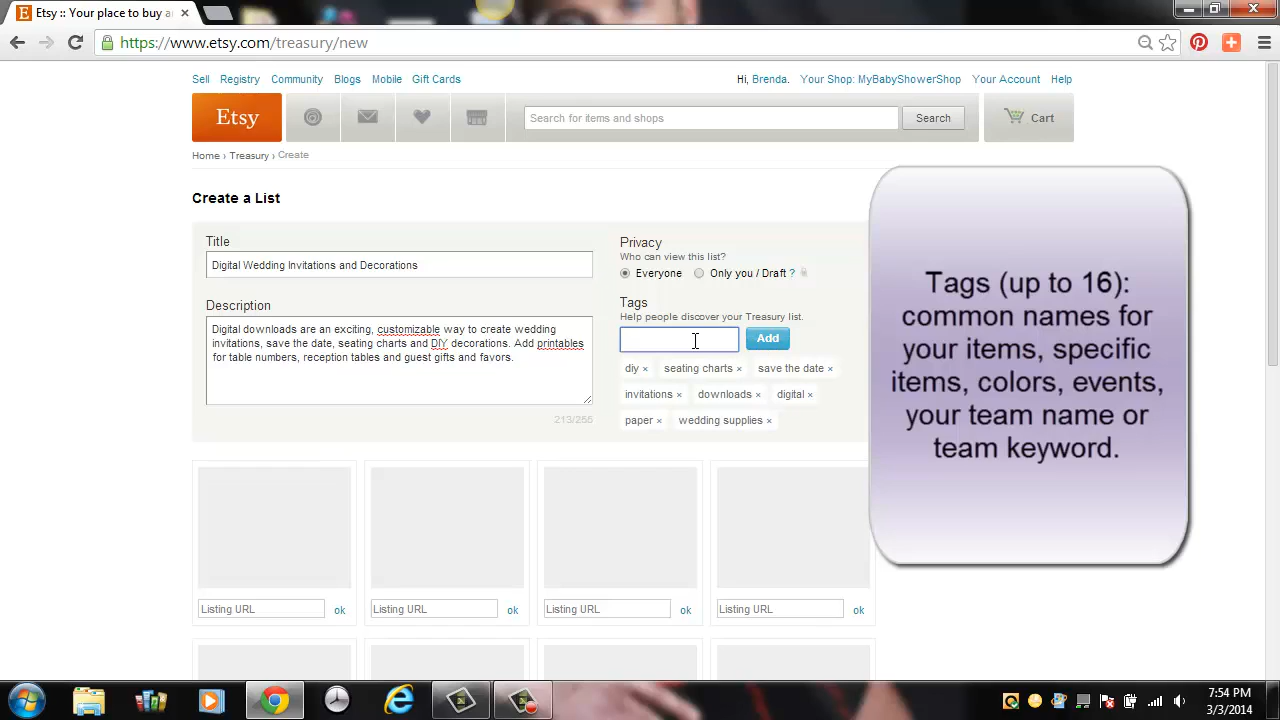 Etsy :: Your place to buy a
https://www.etsy.com/treasury/new
Sell Registry Community Blogs Mobile Gift Cards
Hi, Brenda. Your Shop: MyBabyShowerShop Your Account Help
Etsy
Search for items and shops
Search
Cart
Home › Treasury › Create
Create a List
Title
Digital Wedding Invitations and Decorations
Description
Digital downloads are an exciting, customizable way to create wedding
invitations, save the date, seating charts and DIY decorations. Add printables
for table numbers, reception tables and guest gifts and favors.
213/255
Privacy
Who can view this list?
Everyone Only you / Draft ?
Tags
Help people discover your Treasury list.
Add
diy × seating charts × save the date ×
invitations × downloads × digital ×
paper × wedding supplies ×
Tags (up to 16):
common names for
your items, specific
items, colors, events,
your team name or
team keyword.
Listing URL ok Listing URL ok Listing URL ok Listing URL ok
7:54 PM
3/3/2014